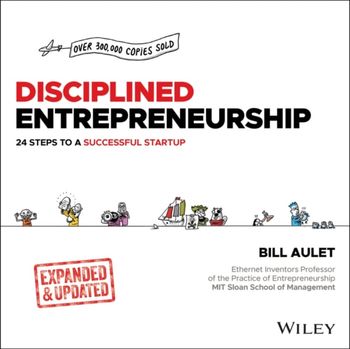 OVER 300,000 COPIES SOLD
DISCIPLINED
ENTREPRENEURSHIP
24 STEPS TO A SUCCESSFUL STARTUP
BILL AULET
Ethernet Inventors Professor
of the Practice of Entrepreneurship
MIT Sloan School of Management
EXPANDED
& UPDATED
WILEY